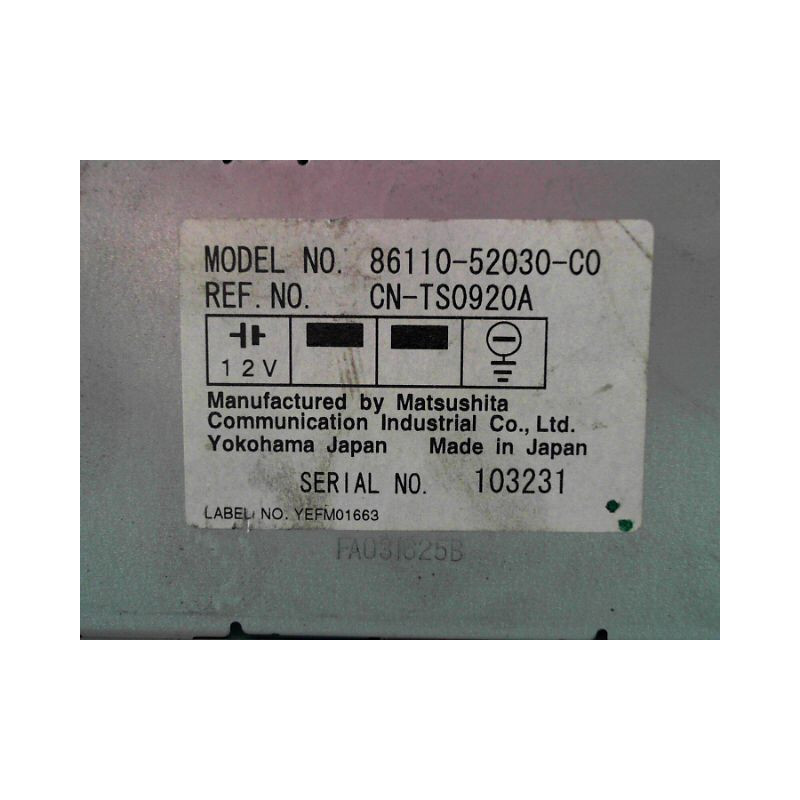 MODEL NO. 86110-52030-C0
REF. NO. CN-TS0920A
12V
Manufactured by Matsushita
Communication Industrial Co., Ltd.
Yokohama Japan Made in Japan
SERIAL NO. 103231
LABEL NO. YEFM01663